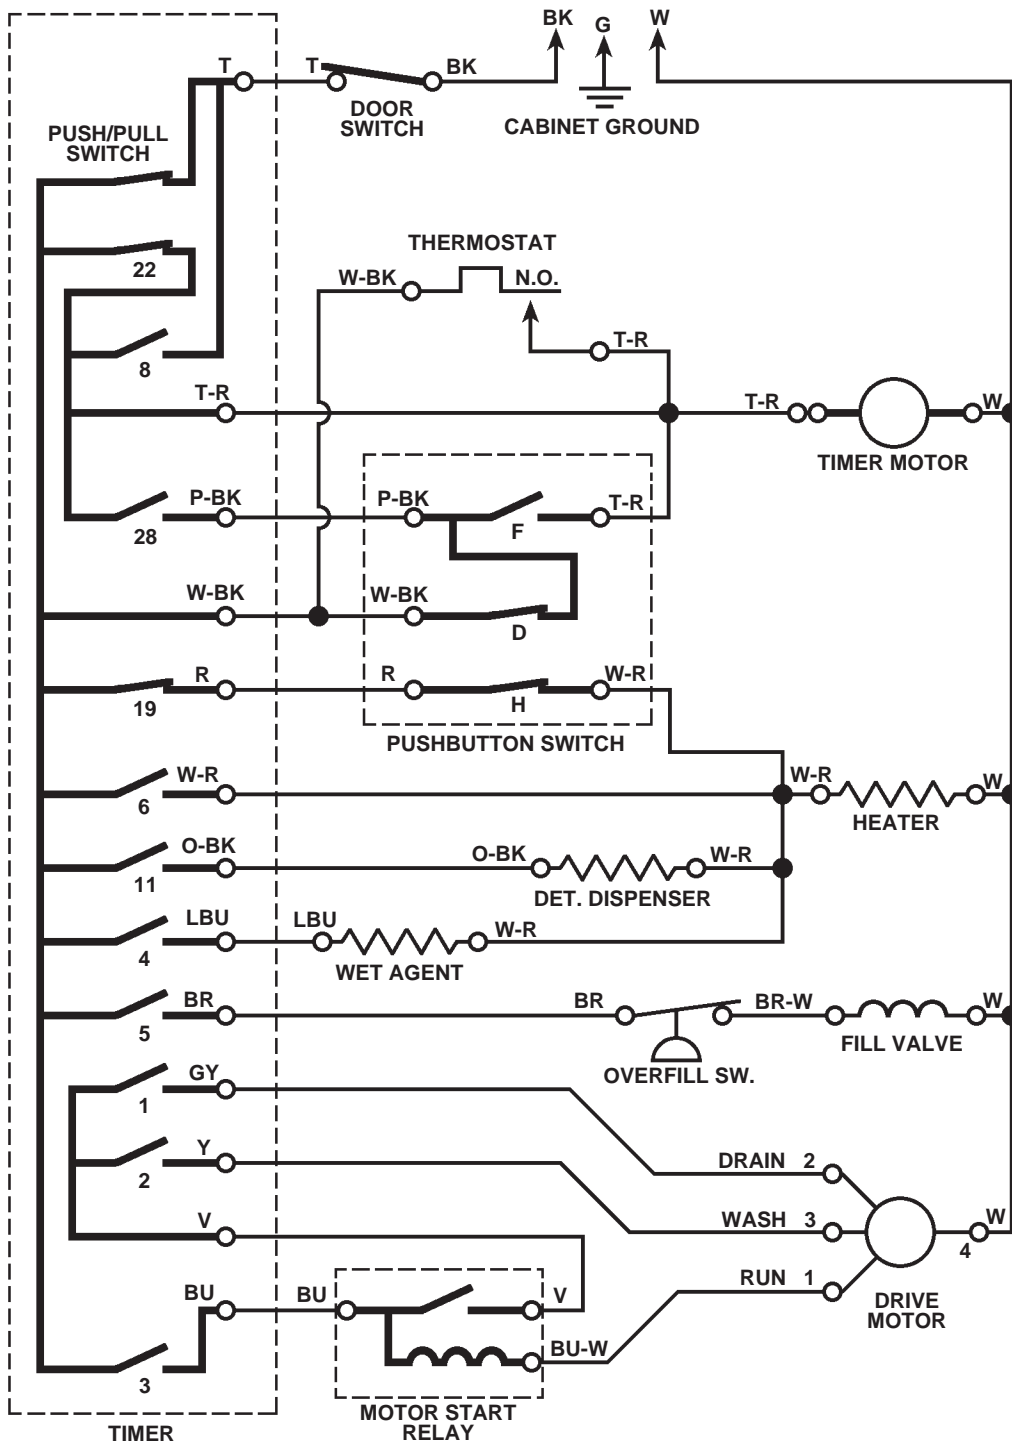 BK
G
W
T
T
BK
DOOR
SWITCH
CABINET GROUND
PUSH/PULL
SWITCH
THERMOSTAT
22
W-BK
N.O.
8
T-R
T-R
T-R
W
TIMER MOTOR
P-BK
P-BK
T-R
28
F
W-BK
W-BK
D
R
R
W-R
19
H
PUSHBUTTON SWITCH
W-R
W-R
W
6
HEATER
O-BK
O-BK
W-R
11
DET. DISPENSER
LBU
LBU
W-R
4
WET AGENT
BR
BR
BR-W
W
5
FILL VALVE
OVERFILL SW.
GY
1
Y
DRAIN 2
2
V
WASH 3
W
4
BU
BU
V
RUN 1
DRIVE
MOTOR
BU-W
3
MOTOR START
RELAY
TIMER